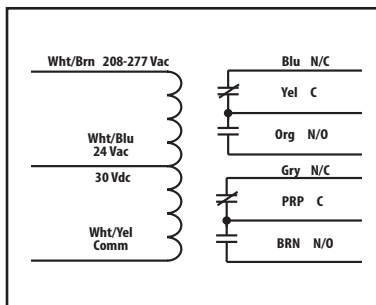 Wht/Brn 208-277 Vac
Wht/Blu
24 Vac
30 Vdc
Wht/Yel
Comm
Blu N/C
Yel C
Org N/O
Gry N/C
PRP C
BRN N/O